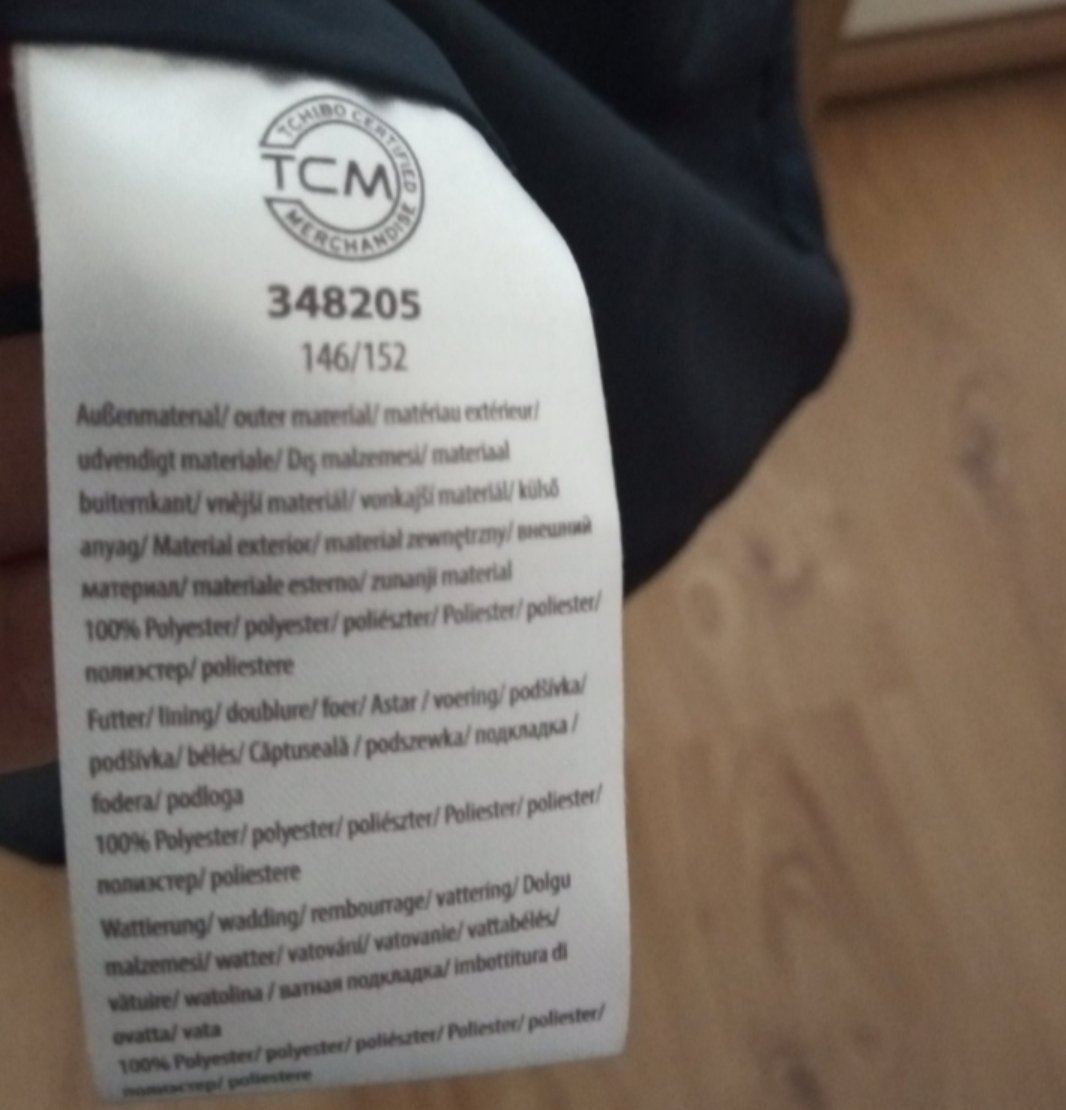 TCHIBO CERTIFIED
TCM
MERCHANDISE
348205
146/152
Außenmaterial/ outer material/ matériau extérieur/
udvendigt materiale/ Dış malzemesi/ materiaal
buitemkant/ vnější materiál/ vonkajší materiál/ külső
anyag/ Material exterior/ materiał zewnętrzny/ внешний
материал/ materiale esterno/ zunanji material
100% Polyester/ polyester/ poliészter/ Poliester/ poliester/
полиэстер/ poliestere
Futter/ lining/ doublure/ foer/ Astar / voering/ podšívka/
podšívka/ bélés/ Căptuseală / podszewka/ подкладка /
fodera/ podloga
100% Polyester/ polyester/ poliészter/ Poliester/ poliester/
полиэстер/ poliestere
Wattierung/ wadding/ rembourrage/ vattering/ Dolgu
malzemesi/ watter/ vatování/ vatovanie/ vattabélés/
vătuire/ watolina / ватная подкладка/ imbottitura di
ovatta/ vata
100% Polyester/ polyester/ poliészter/ Poliester/ poliester/
полиэстер/ poliestere